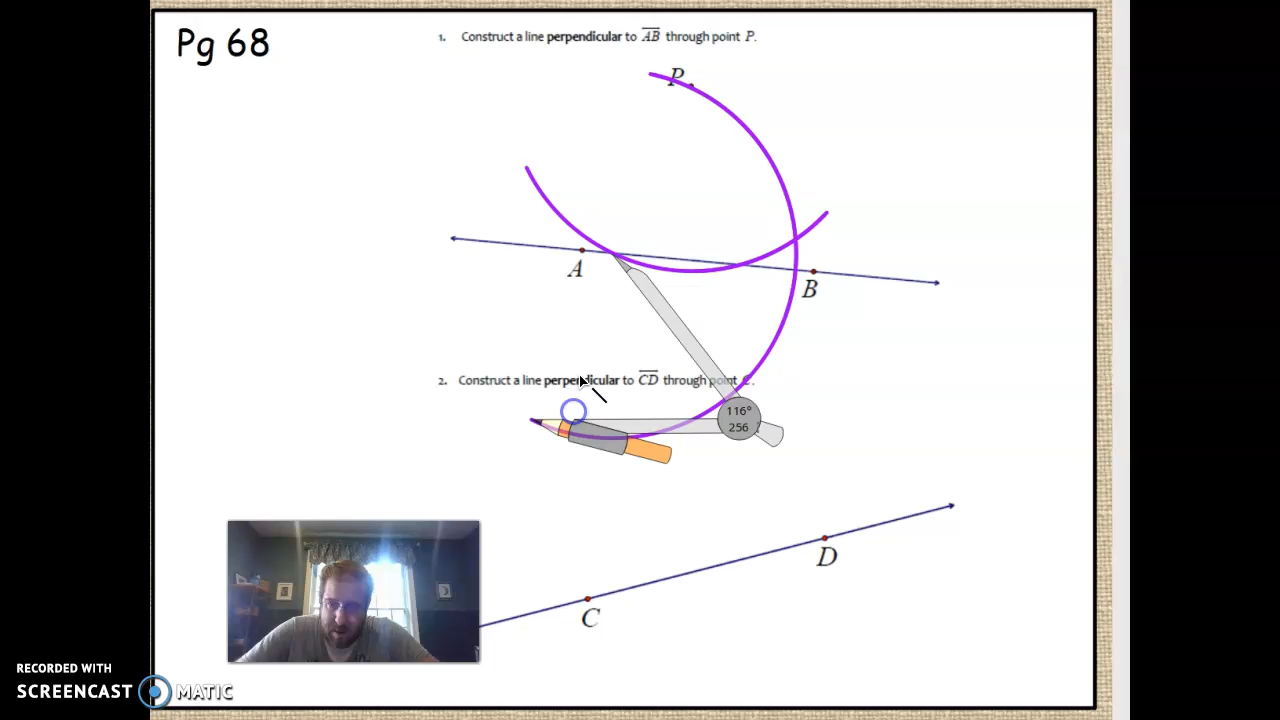 Pg 68
1. Construct a line perpendicular to AB through point P.
P
A
B
2. Construct a line perpendicular to CD through point C.
116°
256
D
C
RECORDED WITH
SCREENCAST MATIC